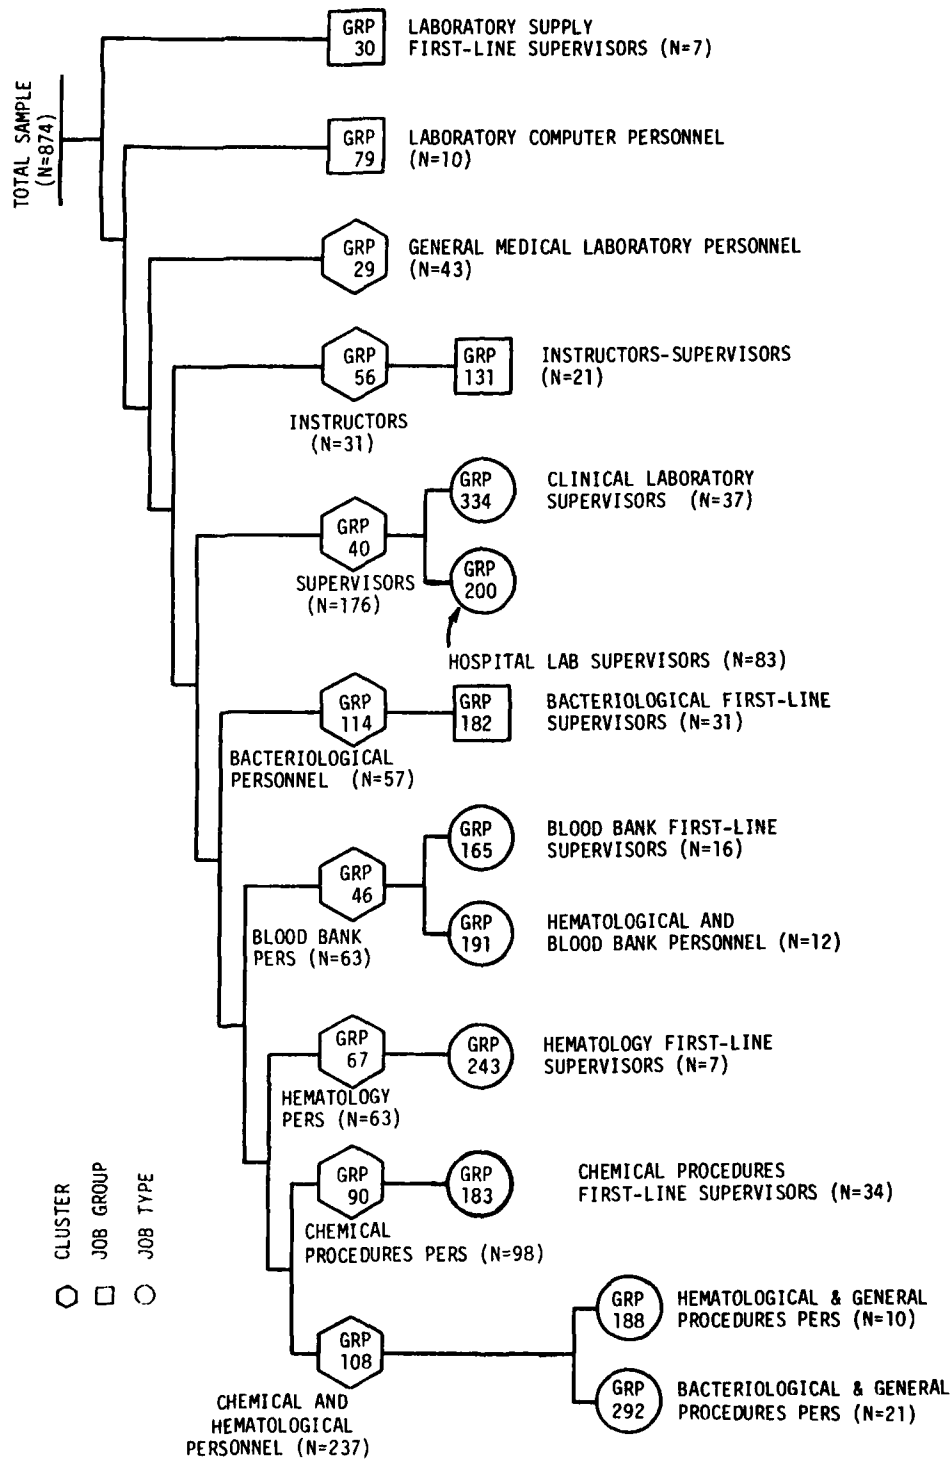 GRP
30
LABORATORY SUPPLY
FIRST-LINE SUPERVISORS (N=7)
TOTAL SAMPLE
(N=874)
GRP
79
LABORATORY COMPUTER PERSONNEL
(N=10)
GRP
29
GENERAL MEDICAL LABORATORY PERSONNEL
(N=43)
GRP
56
INSTRUCTORS
(N=31)
GRP
131
INSTRUCTORS-SUPERVISORS
(N=21)
GRP
334
CLINICAL LABORATORY
SUPERVISORS (N=37)
GRP
40
SUPERVISORS
(N=176)
GRP
200
HOSPITAL LAB SUPERVISORS (N=83)
GRP
114
BACTERIOLOGICAL
PERSONNEL (N=57)
GRP
182
BACTERIOLOGICAL FIRST-LINE
SUPERVISORS (N=31)
GRP
165
BLOOD BANK FIRST-LINE
SUPERVISORS (N=16)
GRP
46
BLOOD BANK
PERS (N=63)
GRP
191
HEMATOLOGICAL AND
BLOOD BANK PERSONNEL (N=12)
GRP
67
HEMATOLOGY
PERS (N=63)
GRP
243
HEMATOLOGY FIRST-LINE
SUPERVISORS (N=7)
GRP
90
CHEMICAL
PROCEDURES PERS (N=98)
GRP
183
CHEMICAL PROCEDURES
FIRST-LINE SUPERVISORS (N=34)
CLUSTER
JOB GROUP
JOB TYPE
GRP
108
CHEMICAL AND
HEMATOLOGICAL
PERSONNEL (N=237)
GRP
188
HEMATOLOGICAL & GENERAL
PROCEDURES PERS (N=10)
GRP
292
BACTERIOLOGICAL & GENERAL
PROCEDURES PERS (N=21)